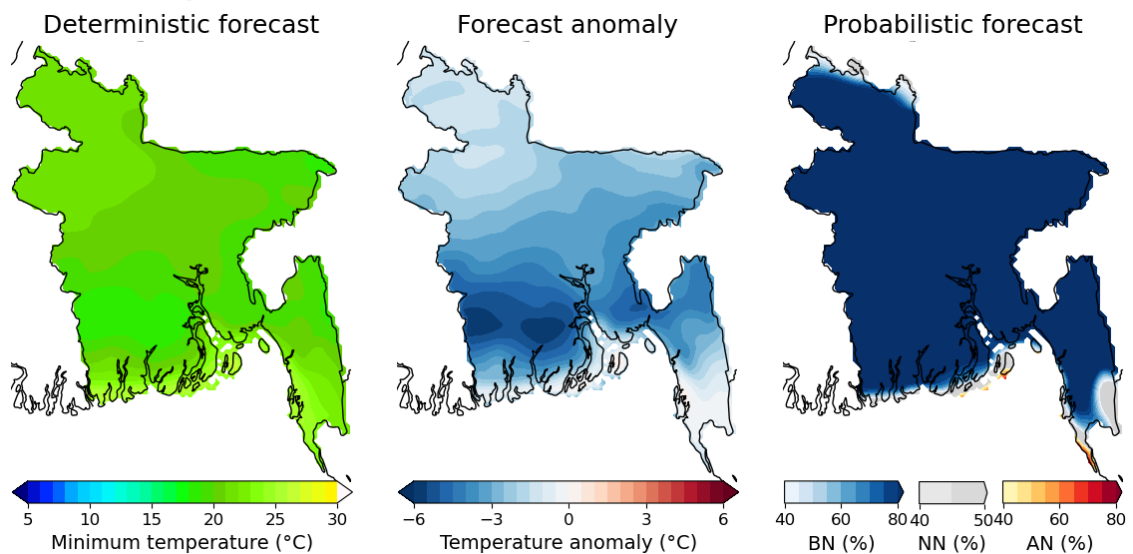 Deterministic forecast
Forecast anomaly
Probabilistic forecast
5 10 15 20 25 30
Minimum temperature (°C)
−6 −3 0 3 6
Temperature anomaly (°C)
40 60 80
BN (%)
40 50
NN (%)
40 60 80
AN (%)